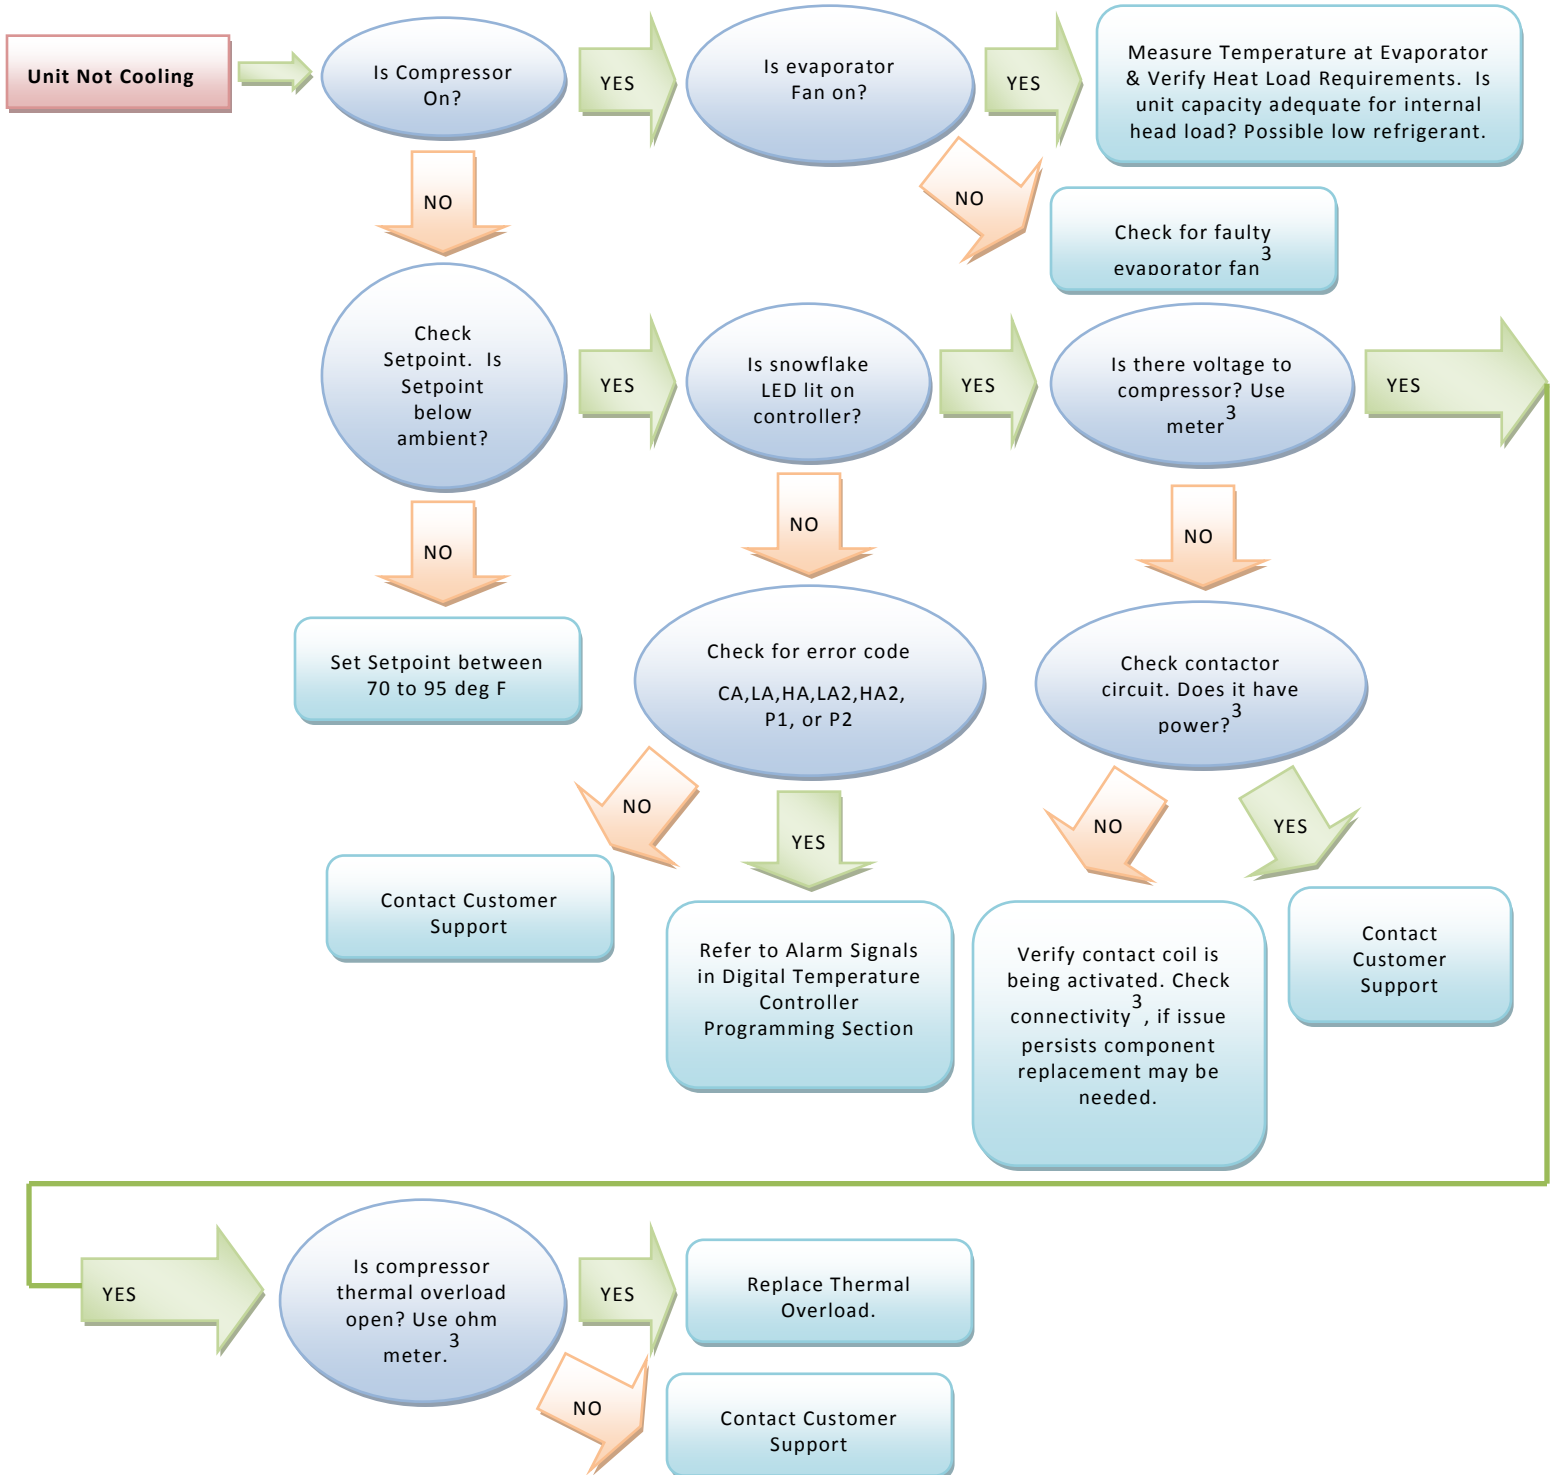 Unit Not Cooling
Is Compressor
On?
YES
Is evaporator
Fan on?
YES
Measure Temperature at Evaporator
& Verify Heat Load Requirements. Is
unit capacity adequate for internal
head load? Possible low refrigerant.
NO
NO
Check for faulty
evaporator fan3
Check
Setpoint. Is
Setpoint
below
ambient?
YES
Is snowflake
LED lit on
controller?
YES
Is there voltage to
compressor? Use
meter3
YES
NO
NO
NO
Set Setpoint between
70 to 95 deg F
Check for error code
CA,LA,HA,LA2,HA2,
P1, or P2
Check contactor
circuit. Does it have
power?3
NO
YES
NO
YES
Contact Customer
Support
Refer to Alarm Signals
in Digital Temperature
Controller
Programming Section
Verify contact coil is
being activated. Check
connectivity3, if issue
persists component
replacement may be
needed.
Contact
Customer
Support
YES
Is compressor
thermal overload
open? Use ohm
meter.3
YES
Replace Thermal
Overload.
NO
Contact Customer
Support